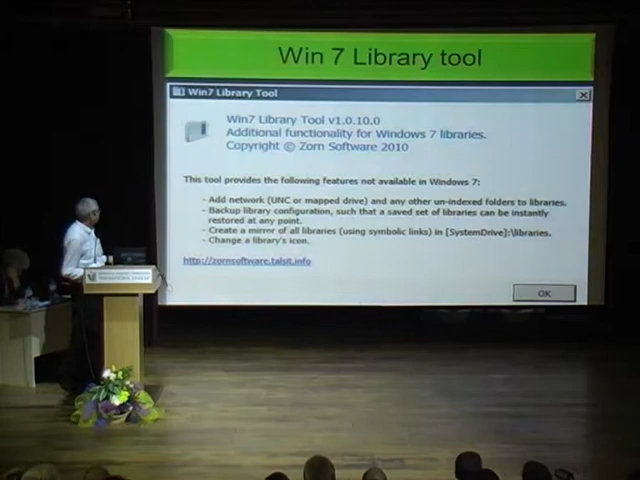 Win 7 Library tool
Win7 Library Tool
Win7 Library Tool v1.0.10.0
Additional functionality for Windows 7 libraries.
Copyright © Zorn Software 2010
This tool provides the following features not available in Windows 7:
- Add network (UNC or mapped drive) and any other un-indexed folders to libraries.
- Backup library configuration, such that a saved set of libraries can be instantly
restored at any point.
- Create a mirror of all libraries (using symbolic links) in [SystemDrive]:\libraries.
- Change a library's icon.
http://zornsoftware.talsit.info
OK